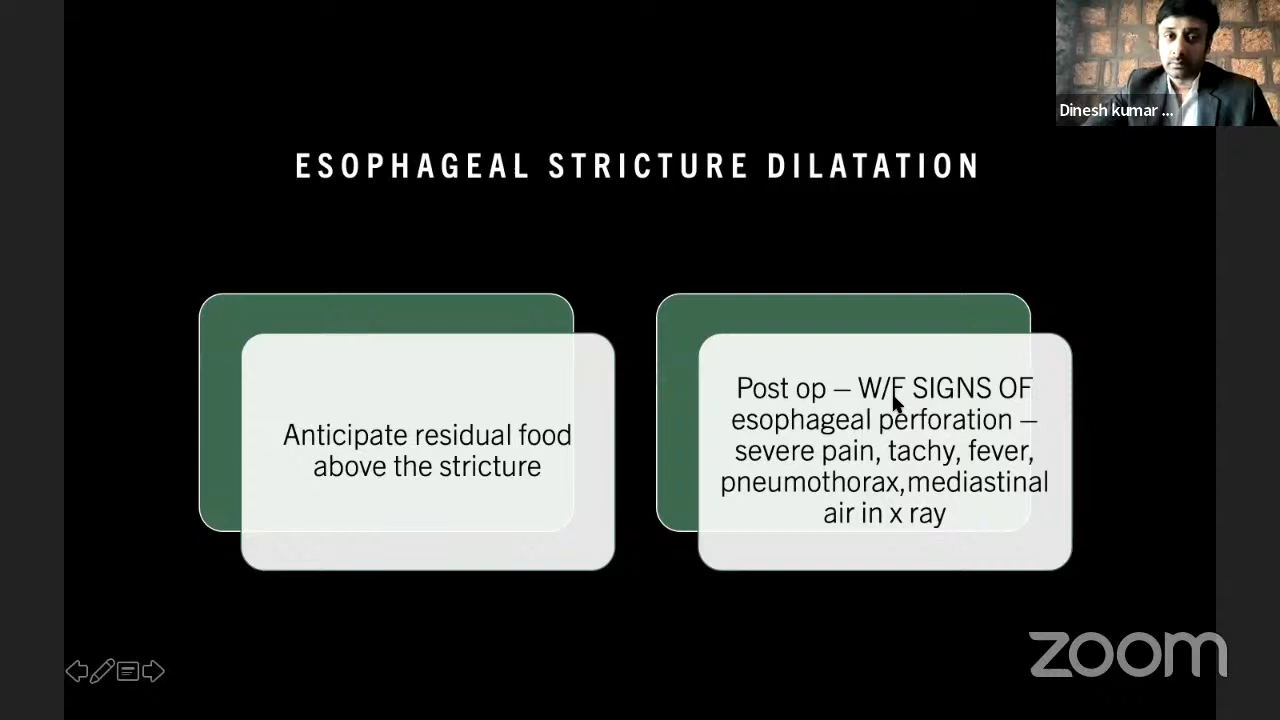 Dinesh kumar ...
ESOPHAGEAL STRICTURE DILATATION
Anticipate residual food
above the stricture
Post op – W/F SIGNS OF
esophageal perforation –
severe pain, tachy, fever,
pneumothorax,mediastinal
air in x ray
zoom